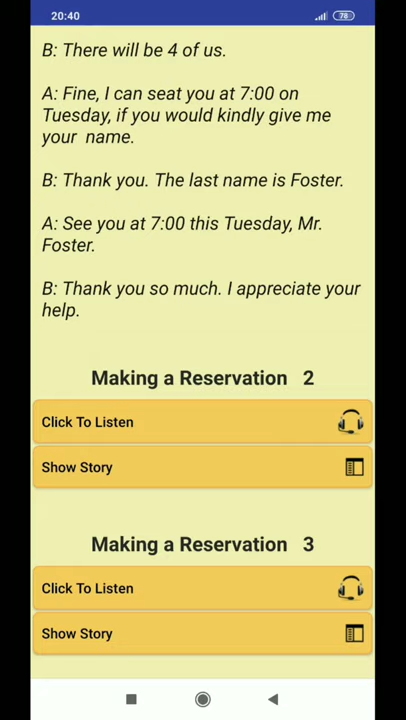 20:40
78
B: There will be 4 of us.
A: Fine, I can seat you at 7:00 on
Tuesday, if you would kindly give me
your name.
B: Thank you. The last name is Foster.
A: See you at 7:00 this Tuesday, Mr.
Foster.
B: Thank you so much. I appreciate your
help.
Making a Reservation 2
Click To Listen
Show Story
Making a Reservation 3
Click To Listen
Show Story